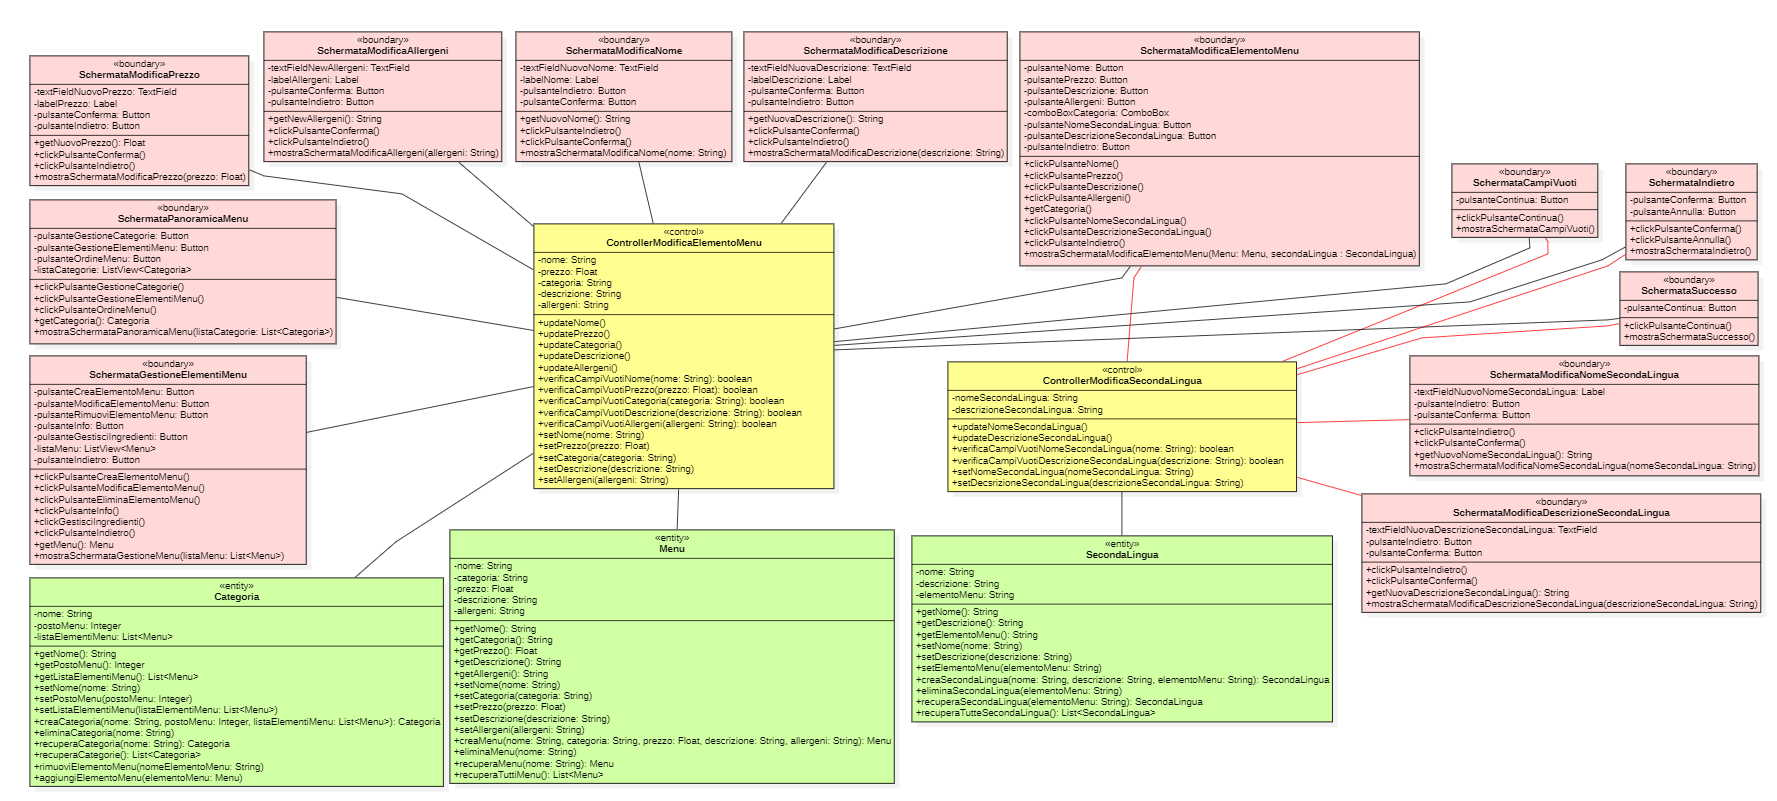 «boundary»
SchermataModificaPrezzo
-textFieldNuovoPrezzo: TextField
-labelPrezzo: Label
-pulsanteConferma: Button
-pulsanteIndietro: Button
+getNuovoPrezzo(): Float
+clickPulsanteConferma()
+clickPulsanteIndietro()
+mostraSchermataModificaPrezzo(prezzo: Float)
«boundary»
SchermataModificaAllergeni
-textFieldNewAllergeni: TextField
-labelAllergeni: Label
-pulsanteConferma: Button
-pulsanteIndietro: Button
+getNewAllergeni(): String
+clickPulsanteConferma()
+clickPulsanteIndietro()
+mostraSchermataModificaAllergeni(allergeni: String)
«boundary»
SchermataModificaNome
-textFieldNuovoNome: TextField
-labelNome: Label
-pulsanteIndietro: Button
-pulsanteConferma: Button
+getNuovoNome(): String
+clickPulsanteIndietro()
+clickPulsanteConferma()
+mostraSchermataModificaNome(nome: String)
«boundary»
SchermataModificaDescrizione
-textFieldNuovaDescrizione: TextField
-labelDescrizione: Label
-pulsanteConferma: Button
-pulsanteIndietro: Button
+getNuovaDescrizione(): String
+clickPulsanteConferma()
+clickPulsanteIndietro()
+mostraSchermataModificaDescrizione(descrizione: String)
«boundary»
SchermataModificaElementoMenu
-pulsanteNome: Button
-pulsantePrezzo: Button
-pulsanteDescrizione: Button
-pulsanteAllergeni: Button
-comboBoxCategoria: ComboBox
-pulsanteNomeSecondaLingua: Button
-pulsanteDescrizioneSecondaLingua: Button
-pulsanteIndietro: Button
+clickPulsanteNome()
+clickPulsantePrezzo()
+clickPulsanteDescrizione()
+clickPulsanteAllergeni()
+getCategoria()
+clickPulsanteNomeSecondaLingua()
+clickPulsanteDescrizioneSecondaLingua()
+clickPulsanteIndietro()
+mostraSchermataModificaElementoMenu(Menu: Menu, secondaLingua : SecondaLingua)
«boundary»
SchermataCampiVuoti
-pulsanteContinua: Button
+clickPulsanteContinua()
+mostraSchermataCampiVuoti()
«boundary»
SchermataIndietro
-pulsanteConferma: Button
-pulsanteAnnulla: Button
+clickPulsanteConferma()
+clickPulsanteAnnulla()
+mostraSchermataIndietro()
«boundary»
SchermataPanoramicaMenu
-pulsanteGestioneCategorie: Button
-pulsanteGestioneElementiMenu: Button
-pulsanteOrdineMenu: Button
-listaCategorie: ListView<Categoria>
+clickPulsanteGestioneCategorie()
+clickPulsanteGestioneElementiMenu()
+clickPulsanteOrdineMenu()
+getCategoria(): Categoria
+mostraSchermataPanoramicaMenu(listaCategorie: List<Categoria>)
«control»
ControllerModificaElementoMenu
-nome: String
-prezzo: Float
-categoria: String
-descrizione: String
-allergeni: String
+updateNome()
+updatePrezzo()
+updateCategoria()
+updateDescrizione()
+updateAllergeni()
+verificaCampiVuotiNome(nome: String): boolean
+verificaCampiVuotiPrezzo(prezzo: Float): boolean
+verificaCampiVuotiCategoria(categoria: String): boolean
+verificaCampiVuotiDescrizione(descrizione: String): boolean
+verificaCampiVuotiAllergeni(allergeni: String): boolean
+setNome(nome: String)
+setPrezzo(prezzo: Float)
+setCategoria(categoria: String)
+setDescrizione(descrizione: String)
+setAllergeni(allergeni: String)
«boundary»
SchermataSuccesso
-pulsanteContinua: Button
+clickPulsanteContinua()
+mostraSchermataSuccesso()
«boundary»
SchermataGestioneElementiMenu
-pulsanteCreaElementoMenu: Button
-pulsanteModificaElementoMenu: Button
-pulsanteRimuoviElementoMenu: Button
-pulsanteInfo: Button
-pulsanteGestisciIngredienti: Button
-listaMenu: ListView<Menu>
-pulsanteIndietro: Button
+clickPulsanteCreaElementoMenu()
+clickPulsanteModificaElementoMenu()
+clickPulsanteEliminaElementoMenu()
+clickPulsanteInfo()
+clickGestisciIngredienti()
+clickPulsanteIndietro()
+getMenu(): Menu
+mostraSchermataGestioneMenu(listaMenu: List<Menu>)
«control»
ControllerModificaSecondaLingua
-nomeSecondaLingua: String
-descrizioneSecondaLingua: String
+updateNomeSecondaLingua()
+updateDescrizioneSecondaLingua()
+verificaCampiVuotiNomeSecondaLingua(nome: String): boolean
+verificaCampiVuotiDescrizioneSecondaLingua(descrizione: String): boolean
+setNomeSecondaLingua(nomeSecondaLingua: String)
+setDecsrizioneSecondaLingua(descrizioneSecondaLingua: String)
«boundary»
SchermataModificaNomeSecondaLingua
-textFieldNuovoNomeSecondaLingua: Label
-pulsanteIndietro: Button
-pulsanteConferma: Button
+clickPulsanteIndietro()
+clickPulsanteConferma()
+getNuovoNomeSecondaLingua(): String
+mostraSchermataModificaNomeSecondaLingua(nomeSecondaLingua: String)
«boundary»
SchermataModificaDescrizioneSecondaLingua
-textFieldNuovaDescrizioneSecondaLingua: TextField
-pulsanteIndietro: Button
-pulsanteConferma: Button
+clickPulsanteIndietro()
+clickPulsanteConferma()
+getNuovaDescrizioneSecondaLingua(): String
+mostraSchermataModificaDescrizioneSecondaLingua(descrizioneSecondaLingua: String)
«entity»
Categoria
-nome: String
-postoMenu: Integer
-listaElementiMenu: List<Menu>
+getNome(): String
+getPostoMenu(): Integer
+getListaElementiMenu(): List<Menu>
+setNome(nome: String)
+setPostoMenu(postoMenu: Integer)
+setListaElementiMenu(listaElementiMenu: List<Menu>)
+creaCategoria(nome: String, postoMenu: Integer, listaElementiMenu: List<Menu>): Categoria
+eliminaCategoria(nome: String)
+recuperaCategoria(nome: String): Categoria
+recuperaCategorie(): List<Categoria>
+rimuoviElementoMenu(nomeElementoMenu: String)
+aggiungiElementoMenu(elementoMenu: Menu)
«entity»
Menu
-nome: String
-categoria: String
-prezzo: Float
-descrizione: String
-allergeni: String
+getNome(): String
+getCategoria(): String
+getPrezzo(): Float
+getDescrizione(): String
+getAllergeni(): String
+setNome(nome: String)
+setCategoria(categoria: String)
+setPrezzo(prezzo: Float)
+setDescrizione(descrizione: String)
+setAllergeni(allergeni: String)
+creaMenu(nome: String, categoria: String, prezzo: Float, descrizione: String, allergeni: String): Menu
+eliminaMenu(nome: String)
+recuperaMenu(nome: String): Menu
+recuperaTuttiMenu(): List<Menu>
«entity»
SecondaLingua
-nome: String
-descrizione: String
-elementoMenu: String
+getNome(): String
+getDescrizione(): String
+getElementoMenu(): String
+setNome(nome: String)
+setDescrizione(descrizione: String)
+setElementoMenu(elementoMenu: String)
+creaSecondaLingua(nome: String, descrizione: String, elementoMenu: String): SecondaLingua
+eliminaSecondaLingua(elementoMenu: String)
+recuperaSecondaLingua(elementoMenu: String): SecondaLingua
+recuperaTutteSecondaLingua(): List<SecondaLingua>